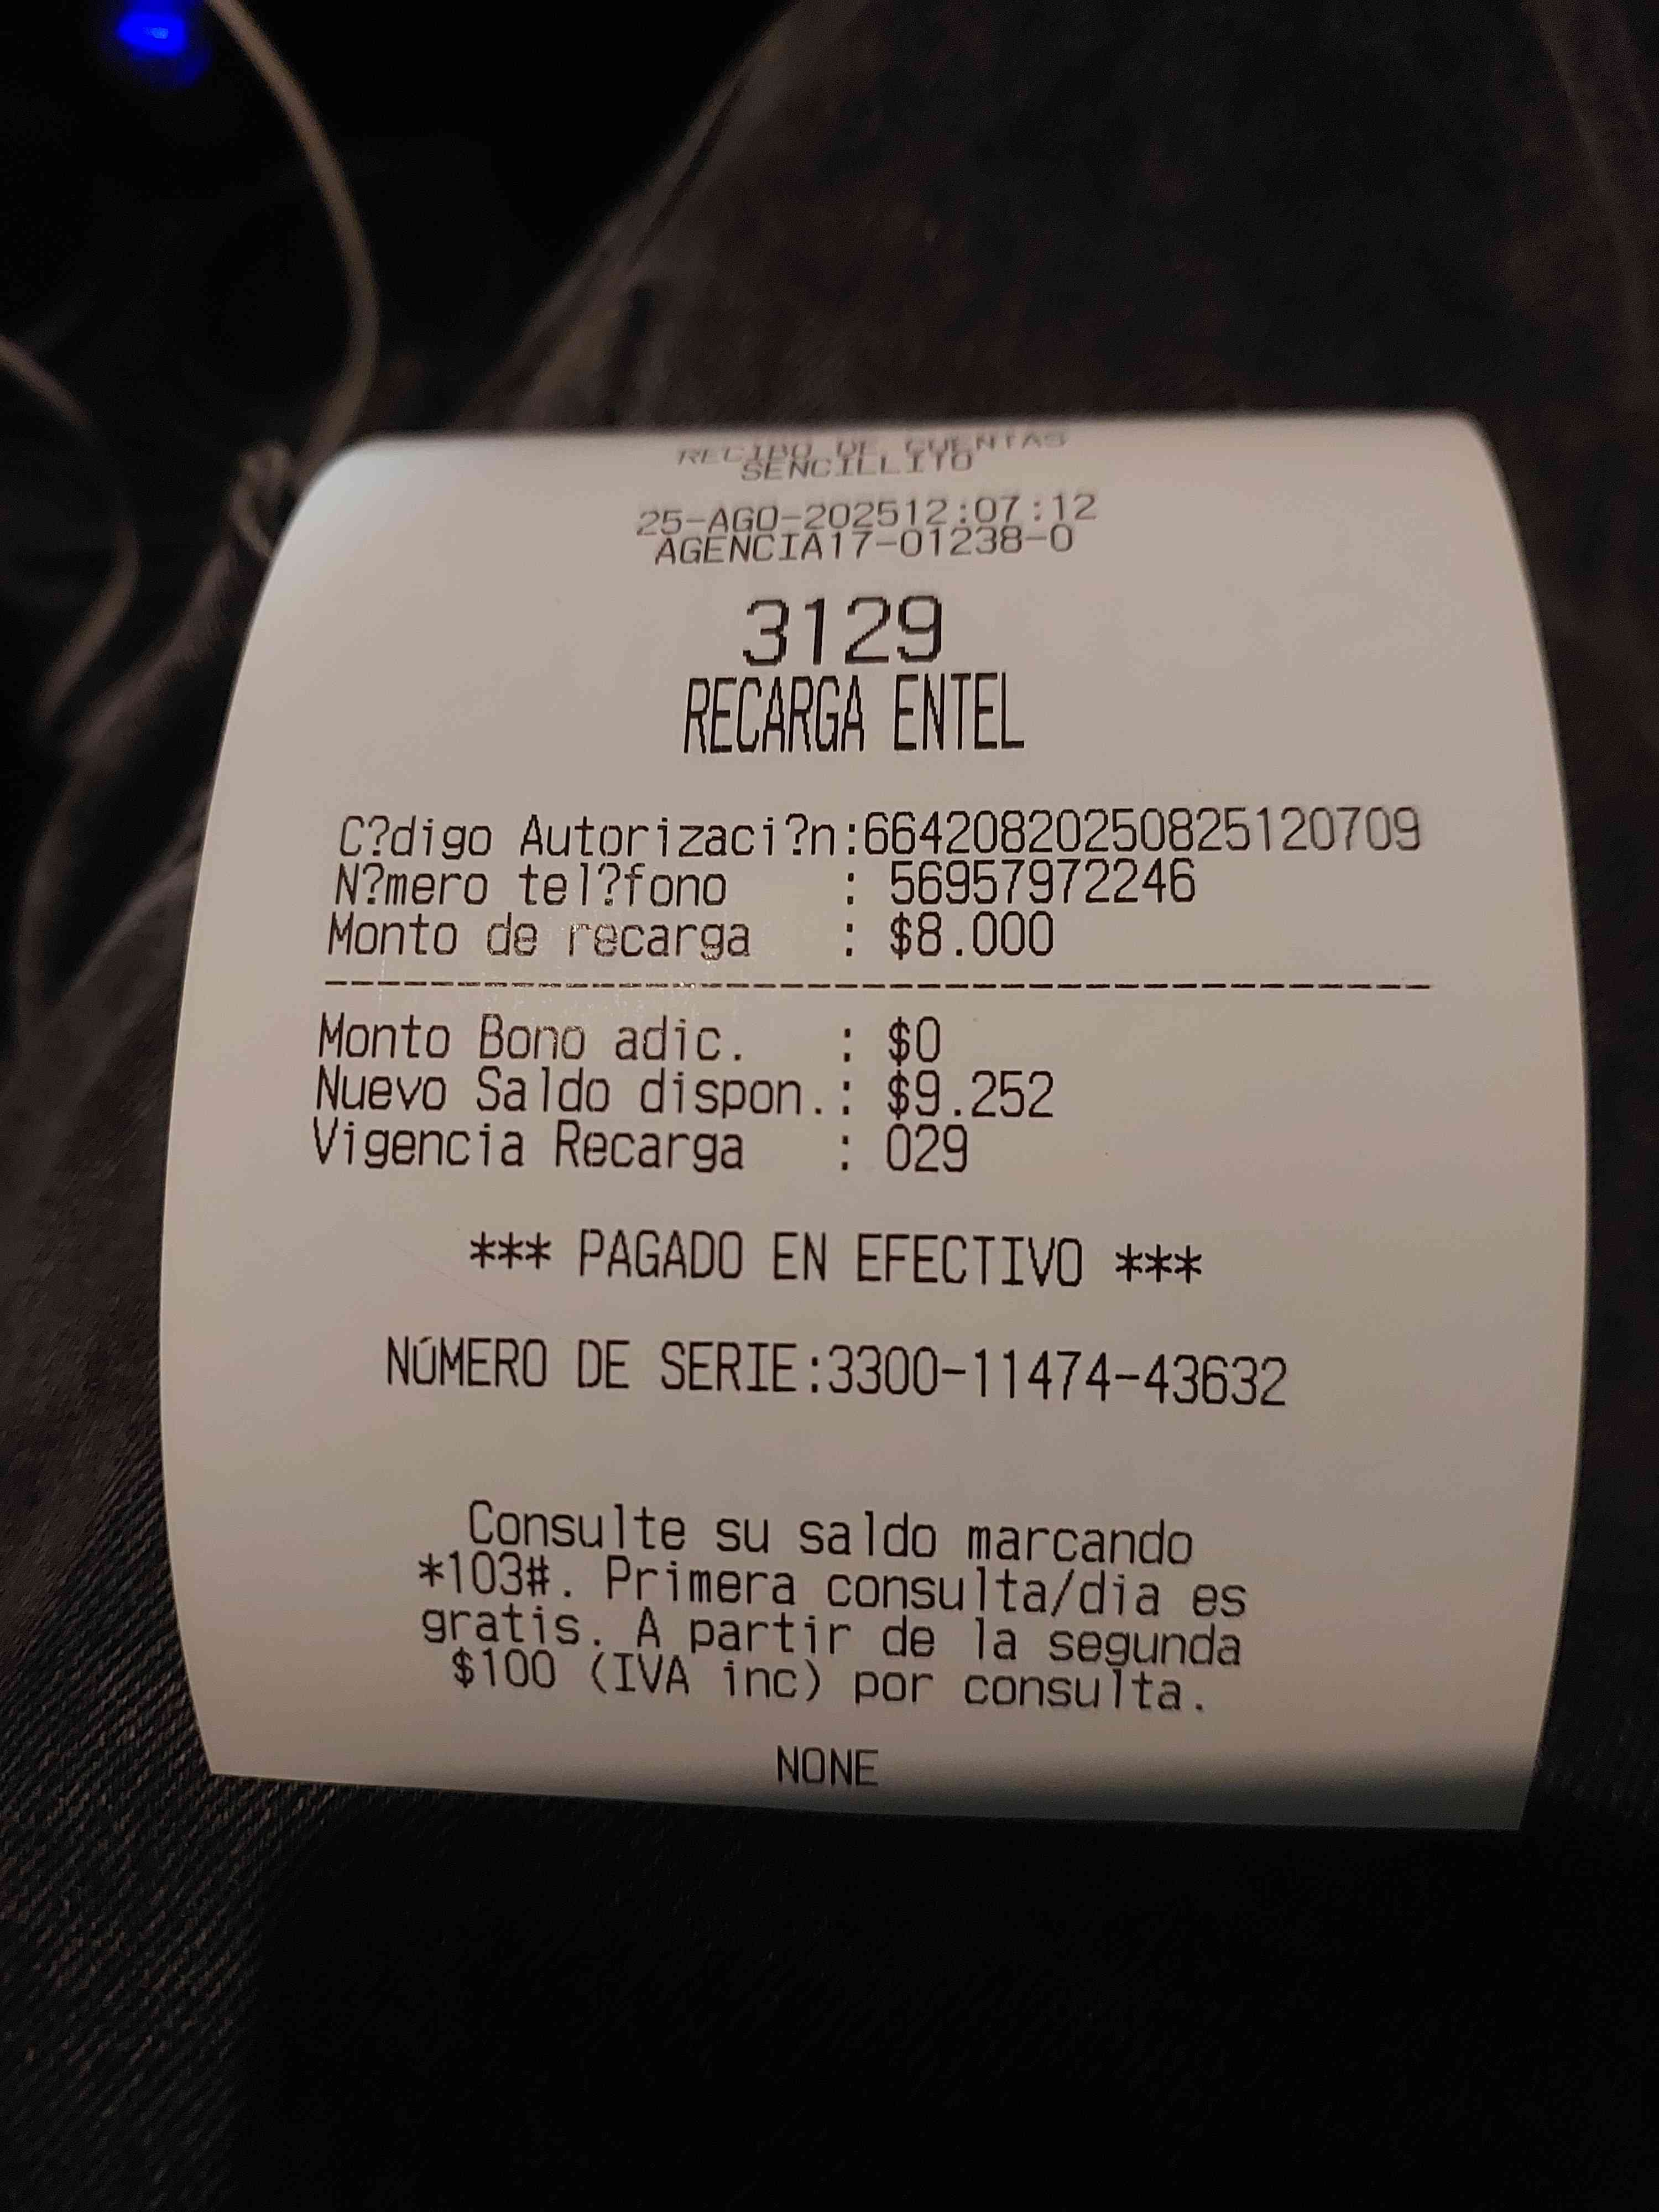 RECIBO DE CUENTAS
SENCILLITO
25-AGO-202512:07:12
AGENCIA17-01238-0
3129
RECARGA ENTEL
C?digo Autorizaci?n:66420820250825120709
N?mero tel?fono : 56957972246
Monto de recarga : $8.000
----------------------------------------
Monto Bono adic. : $0
Nuevo Saldo dispon.: $9.252
Vigencia Recarga : 029
*** PAGADO EN EFECTIVO ***
NÚMERO DE SERIE:3300-11474-43632
Consulte su saldo marcando
*103#. Primera consulta/dia es
gratis. A partir de la segunda
$100 (IVA inc) por consulta.
NONE